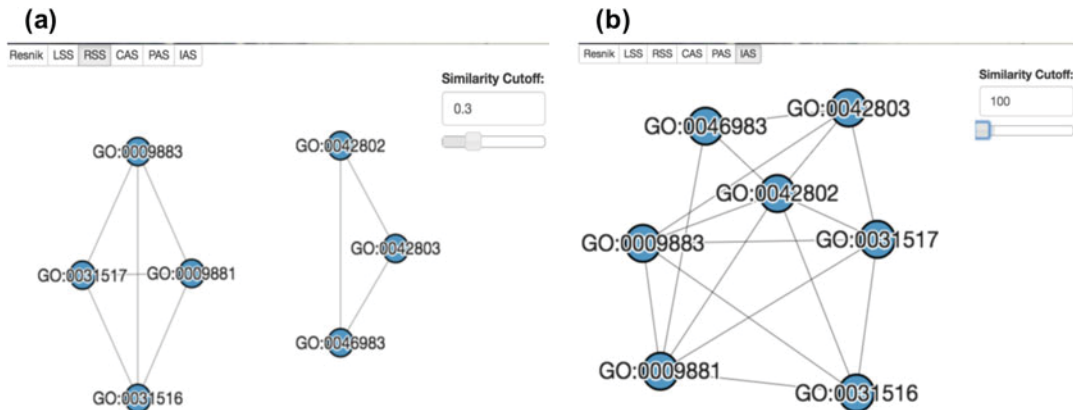 (a)
Resnik LSS RSS CAS PAS IAS
Similarity Cutoff:
0.3
GO:0009883
GO:0042802
GO:0042803
GO:0031517
GO:0009881
GO:0046983
GO:0031516
(b)
Resnik LSS RSS CAS PAS IAS
Similarity Cutoff:
100
GO:0042803
GO:0046983
GO:0042802
GO:0009883
GO:0031517
GO:0009881
GO:0031516